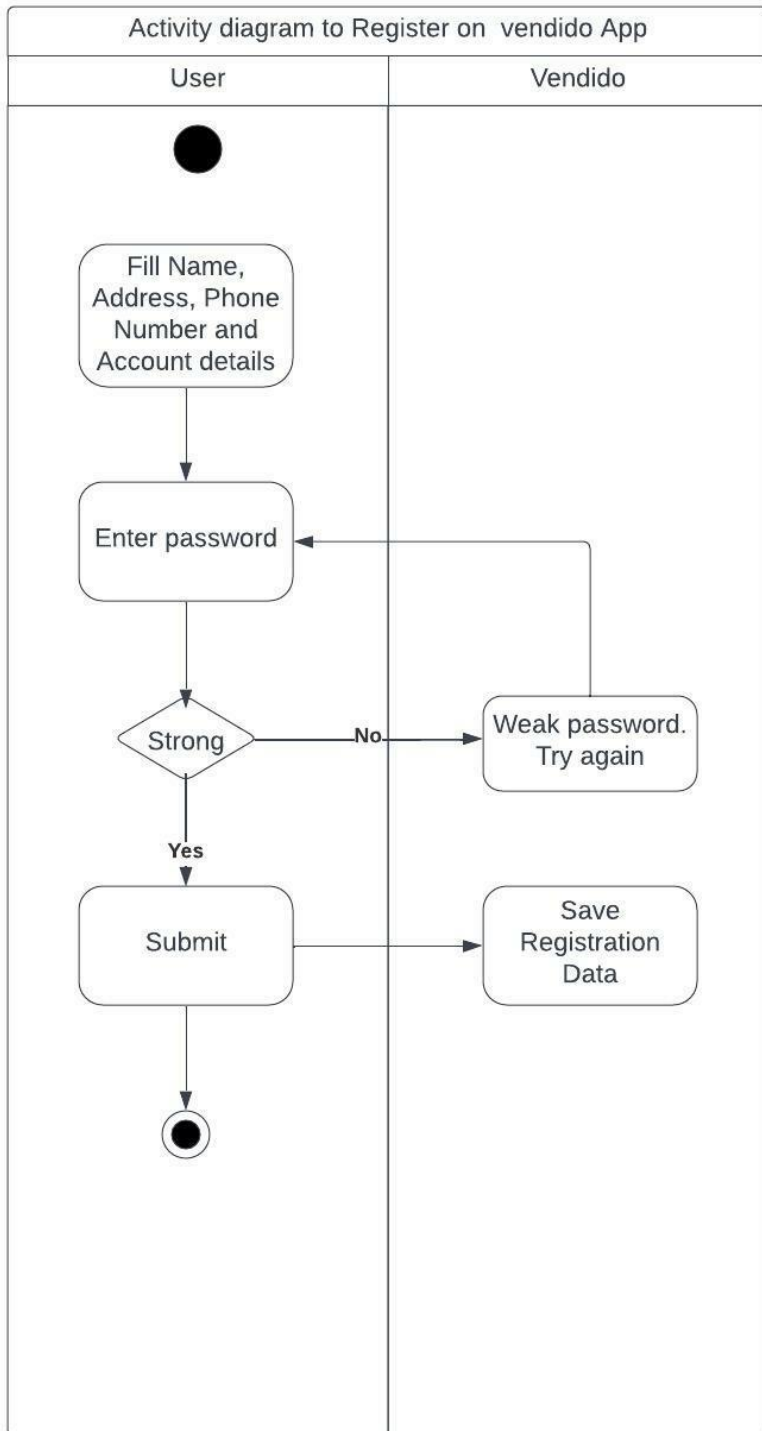 Activity diagram to Register on vendido App
User
Vendido
Fill Name,
Address, Phone
Number and
Account details
Enter password
Strong
No
Weak password.
Try again
Yes
Submit
Save
Registration
Data